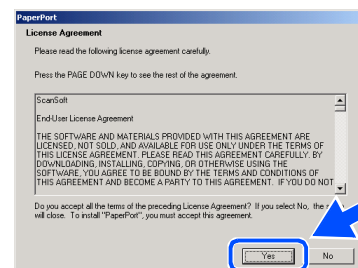 PaperPort
License Agreement
Please read the following license agreement carefully.
Press the PAGE DOWN key to see the rest of the agreement.
ScanSoft
End-User License Agreement
THE SOFTWARE AND MATERIALS PROVIDED WITH THIS AGREEMENT ARE
LICENSED, NOT SOLD, AND AVAILABLE FOR USE ONLY UNDER THE TERMS OF
THIS LICENSE AGREEMENT. PLEASE READ THIS AGREEMENT CAREFULLY. BY
DOWNLOADING, INSTALLING, COPYING, OR OTHERWISE USING THE
SOFTWARE, YOU AGREE TO BE BOUND BY THE TERMS AND CONDITIONS OF
THIS AGREEMENT AND BECOME A PARTY TO THIS AGREEMENT. IF YOU DO NOT
Do you accept all the terms of the preceding License Agreement? If you select No, the
will close. To install "PaperPort", you must accept this agreement.
Yes No